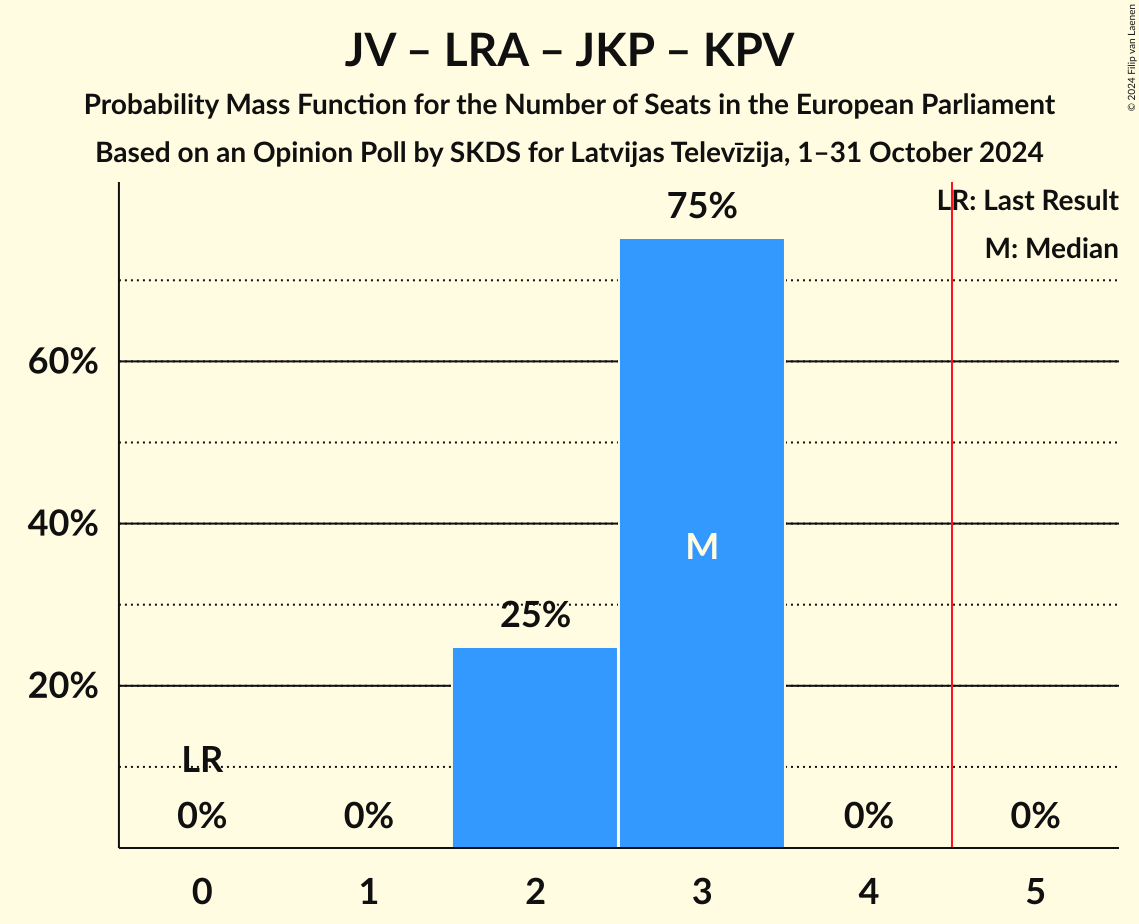 JV – LRA – JKP – KPV
Probability Mass Function for the Number of Seats in the European Parliament
Based on an Opinion Poll by SKDS for Latvijas Televīzija, 1–31 October 2024
© 2024 Filip van Laenen
LR: Last Result
M: Median
75%
60%
40%
M
25%
20%
LR
0% 0% 0% 0%
0 1 2 3 4 5